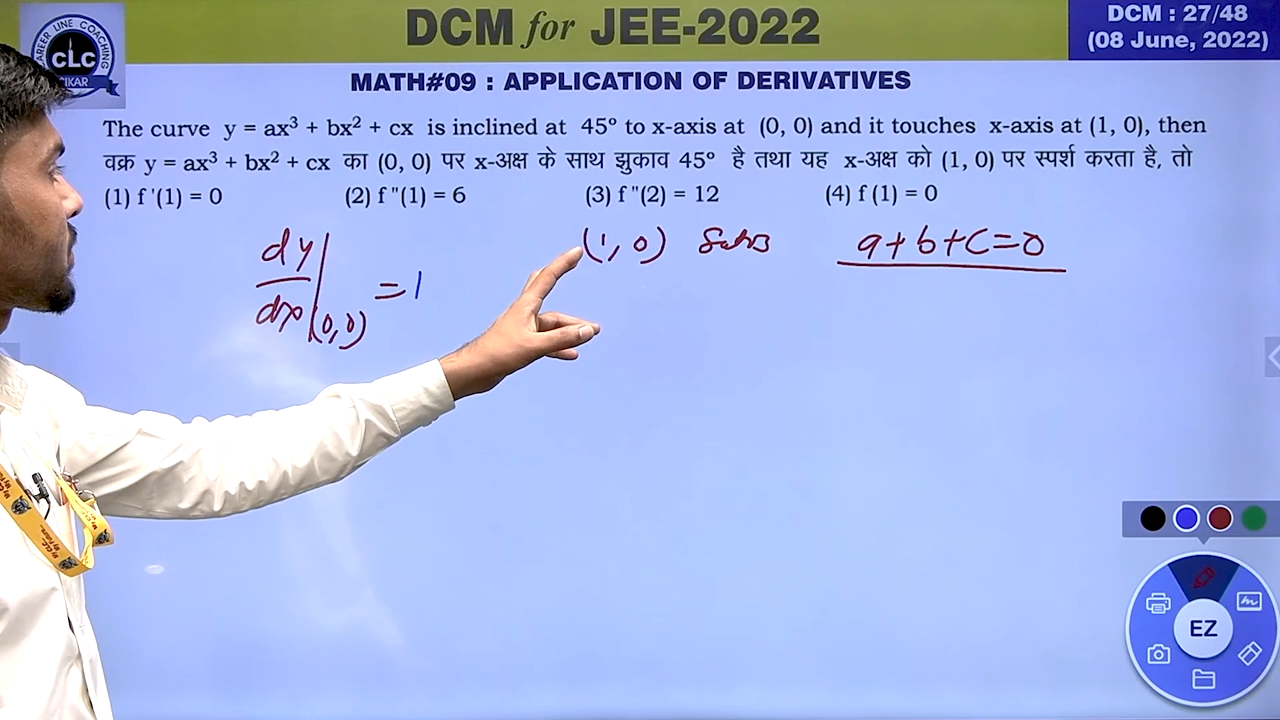 DCM for JEE-2022
DCM : 27/48
(08 June, 2022)
CAREER LINE COACHING
CLC
SIKAR
MATH#09 : APPLICATION OF DERIVATIVES
The curve y = ax³ + bx² + cx is inclined at 45° to x-axis at (0, 0) and it touches x-axis at (1, 0), then
वक्र y = ax³ + bx² + cx का (0, 0) पर x-अक्ष के साथ झुकाव 45° है तथा यह x-अक्ष को (1, 0) पर स्पर्श करता है, तो
(1) f '(1) = 0 (2) f "(1) = 6 (3) f "(2) = 12 (4) f (1) = 0
dy/dx|(0,0) = 1
(1, 0) a+b+c=0
EZ